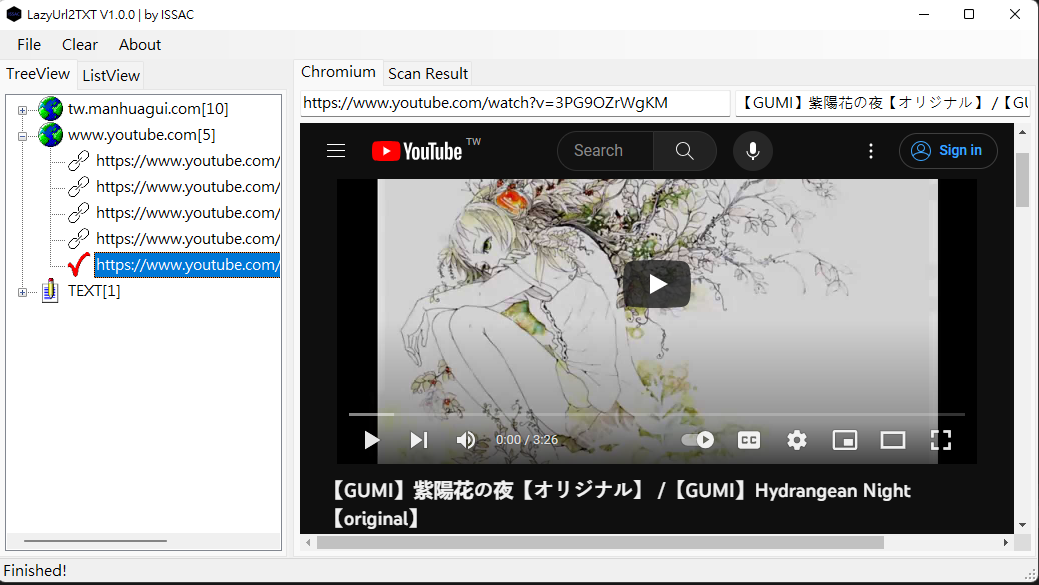 LazyUrl2TXT V1.0.0 | by ISSAC
File Clear About
TreeView ListView
Chromium Scan Result
https://www.youtube.com/watch?v=3PG9OZrWgKM
【GUMI】紫陽花の夜【オリジナル】 /【GU
tw.manhuagui.com[10]
www.youtube.com[5]
https://www.youtube.com/
https://www.youtube.com/
https://www.youtube.com/
https://www.youtube.com/
https://www.youtube.com/
TEXT[1]
YouTube TW
Search
Sign in
0:00 / 3:26
CC
【GUMI】紫陽花の夜【オリジナル】 /【GUMI】Hydrangean Night
【original】
Finished!